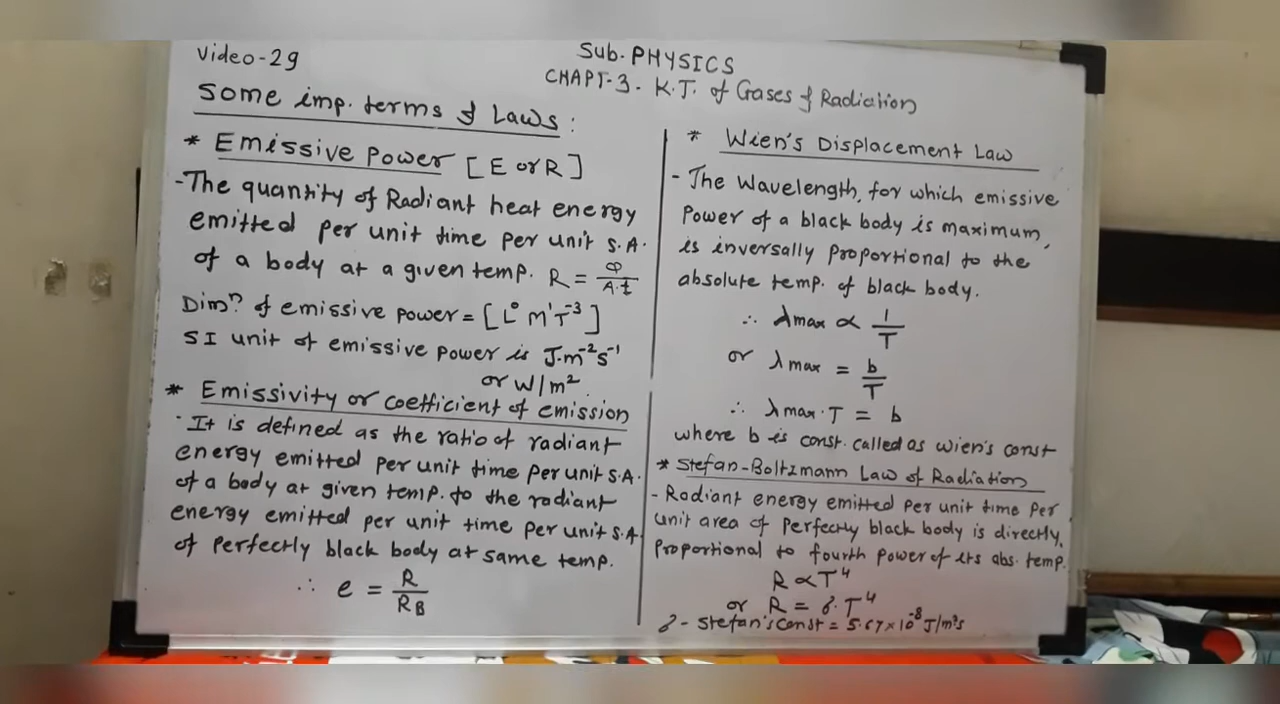 Video-29
Sub. PHYSICS
CHAPT-3. K.T. of Gases & Radiation
Some imp. terms & Laws:
* Emissive Power [E or R]
-The quantity of Radiant heat energy
emitted per unit time per unit S.A.
of a body at a given temp. R = Q/A.t
Dimⁿ of emissive power = [L⁰ M¹ T⁻³]
SI unit of emissive power is J.m⁻²s⁻¹
or W/m²
* Emissivity or coefficient of emission
- It is defined as the ratio of radiant
energy emitted per unit time per unit S.A.
of a body at given temp. to the radiant
energy emitted per unit time per unit S.A.
of perfectly black body at same temp.
∴ e = R/R_B
* Wien's Displacement Law
- The Wavelength, for which emissive
Power of a black body is maximum,
is inversally proportional to the
absolute temp. of black body.
∴ λmax ∝ 1/T
or λmax = b/T
∴ λmax.T = b
where b is const. called as Wien's const
* Stefan-Boltzmann Law of Radiation
- Radiant energy emitted per unit time per
unit area of perfectly black body is directly
proportional to fourth power of its abs. temp.
R ∝ T⁴
or R = σ.T⁴
σ - Stefan's const = 5.67×10⁻⁸ J/m²s